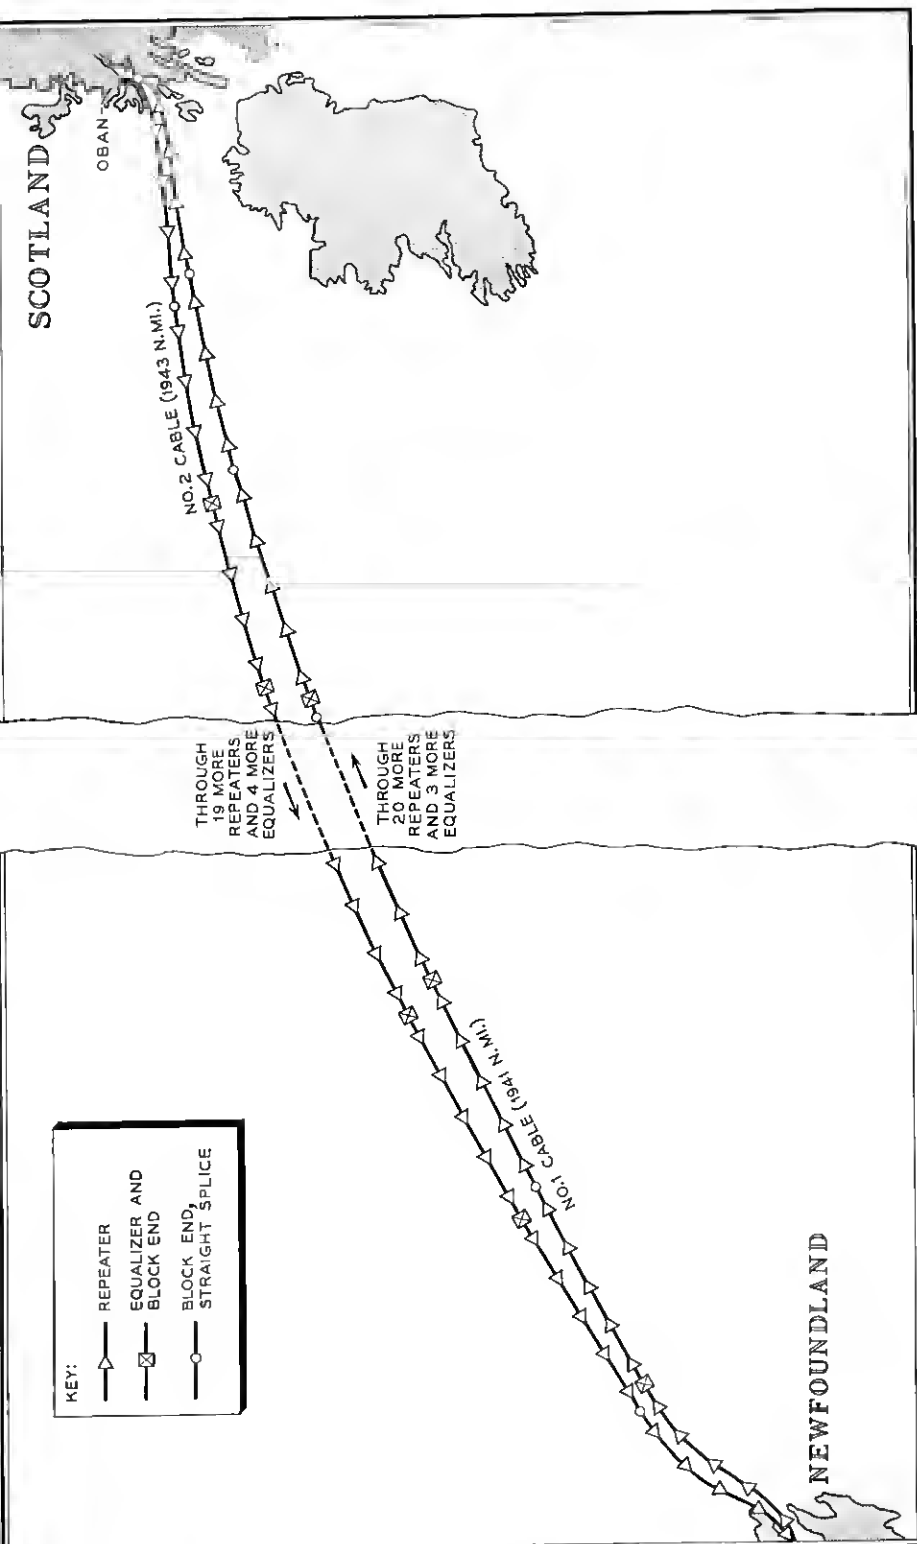 SCOTLAND
OBAN
NO.2 CABLE (1943 N.MI.)
THROUGH
19 MORE
REPEATERS
AND 4 MORE
EQUALIZERS
THROUGH
20 MORE
REPEATERS
AND 3 MORE
EQUALIZERS
NO.1 CABLE (1941 N.MI.)
KEY:
REPEATER
EQUALIZER AND
BLOCK END
BLOCK END,
STRAIGHT SPLICE
NEWFOUNDLAND